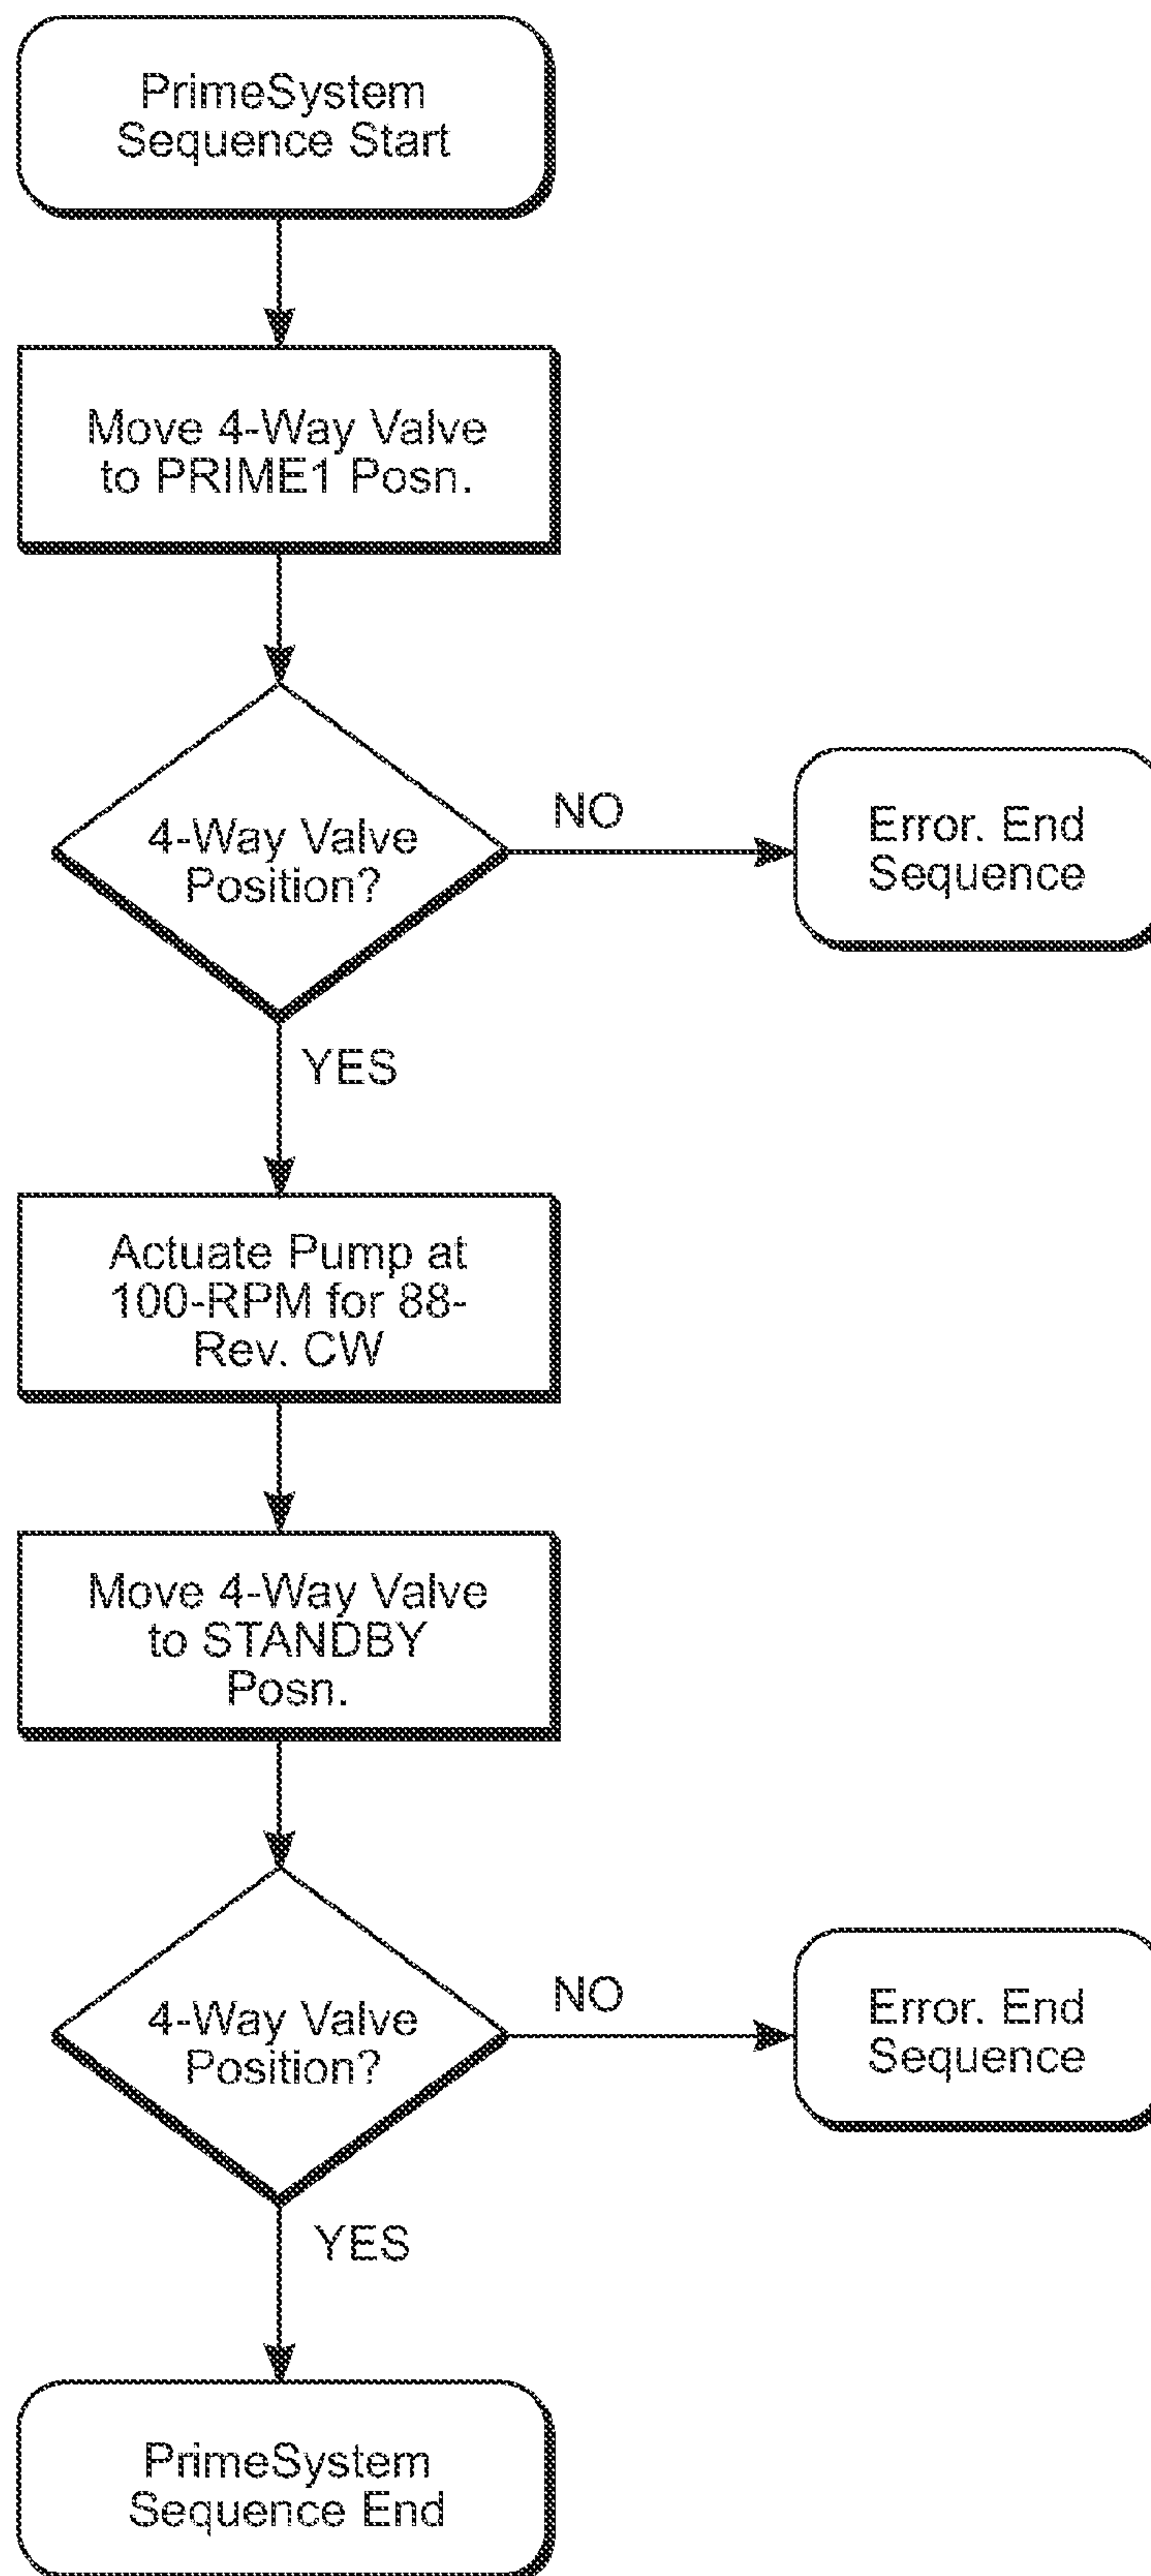 PrimeSystem
Sequence Start
Move 4-Way Valve
to PRIME1 Posn.
4-Way Valve
Position?
NO
Error. End
Sequence
YES
Actuate Pump at
100-RPM for 88-
Rev. CW
Move 4-Way Valve
to STANDBY
Posn.
4-Way Valve
Position?
NO
Error. End
Sequence
YES
PrimeSystem
Sequence End